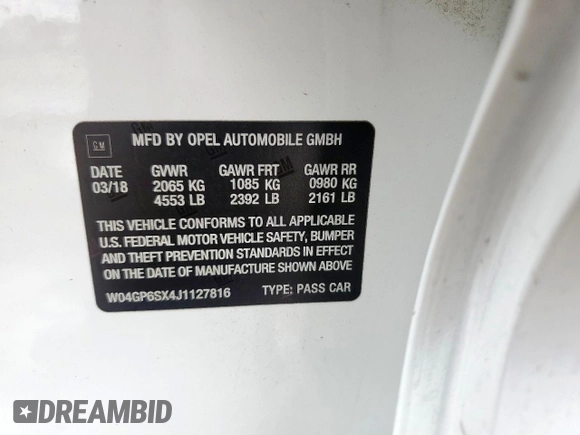 GM MFD BY OPEL AUTOMOBILE GMBH
DATE GVWR GAWR FRT GAWR RR
03/18 2065 KG 1085 KG 0980 KG
4553 LB 2392 LB 2161 LB
THIS VEHICLE CONFORMS TO ALL APPLICABLE
U.S. FEDERAL MOTOR VEHICLE SAFETY, BUMPER
AND THEFT PREVENTION STANDARDS IN EFFECT
ON THE DATE OF MANUFACTURE SHOWN ABOVE
W04GP6SX4J1127816 TYPE: PASS CAR
DREAMBID